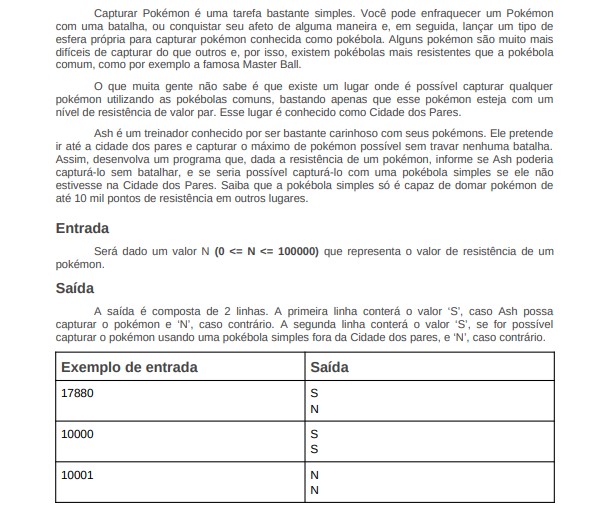 Capturar Pokémon é uma tarefa bastante simples. Você pode enfraquecer um Pokémon
com uma batalha, ou conquistar seu afeto de alguma maneira e, em seguida, lançar um tipo de
esfera própria para capturar pokémon conhecida como pokébola. Alguns pokémon são muito mais
difíceis de capturar do que outros e, por isso, existem pokébolas mais resistentes que a pokébola
comum, como por exemplo a famosa Master Ball.
O que muita gente não sabe é que existe um lugar onde é possível capturar qualquer
pokémon utilizando as pokébolas comuns, bastando apenas que esse pokémon esteja com um
nível de resistência de valor par. Esse lugar é conhecido como Cidade dos Pares.
Ash é um treinador conhecido por ser bastante carinhoso com seus pokémons. Ele pretende
ir até a cidade dos pares e capturar o máximo de pokémon possível sem travar nenhuma batalha.
Assim, desenvolva um programa que, dada a resistência de um pokémon, informe se Ash poderia
capturá-lo sem batalhar, e se seria possível capturá-lo com uma pokébola simples se ele não
estivesse na Cidade dos Pares. Saiba que a pokébola simples só é capaz de domar pokémon de
até 10 mil pontos de resistência em outros lugares.
Entrada
Será dado um valor N (0 <= N <= 100000) que representa o valor de resistência de um
pokémon.
Saída
A saída é composta de 2 linhas. A primeira linha conterá o valor ‘S’, caso Ash possa
capturar o pokémon e ‘N’, caso contrário. A segunda linha conterá o valor ‘S’, se for possível
capturar o pokémon usando uma pokébola simples fora da Cidade dos pares, e ‘N’, caso contrário.
Exemplo de entrada Saída
17880 S
N
10000 S
S
10001 N
N